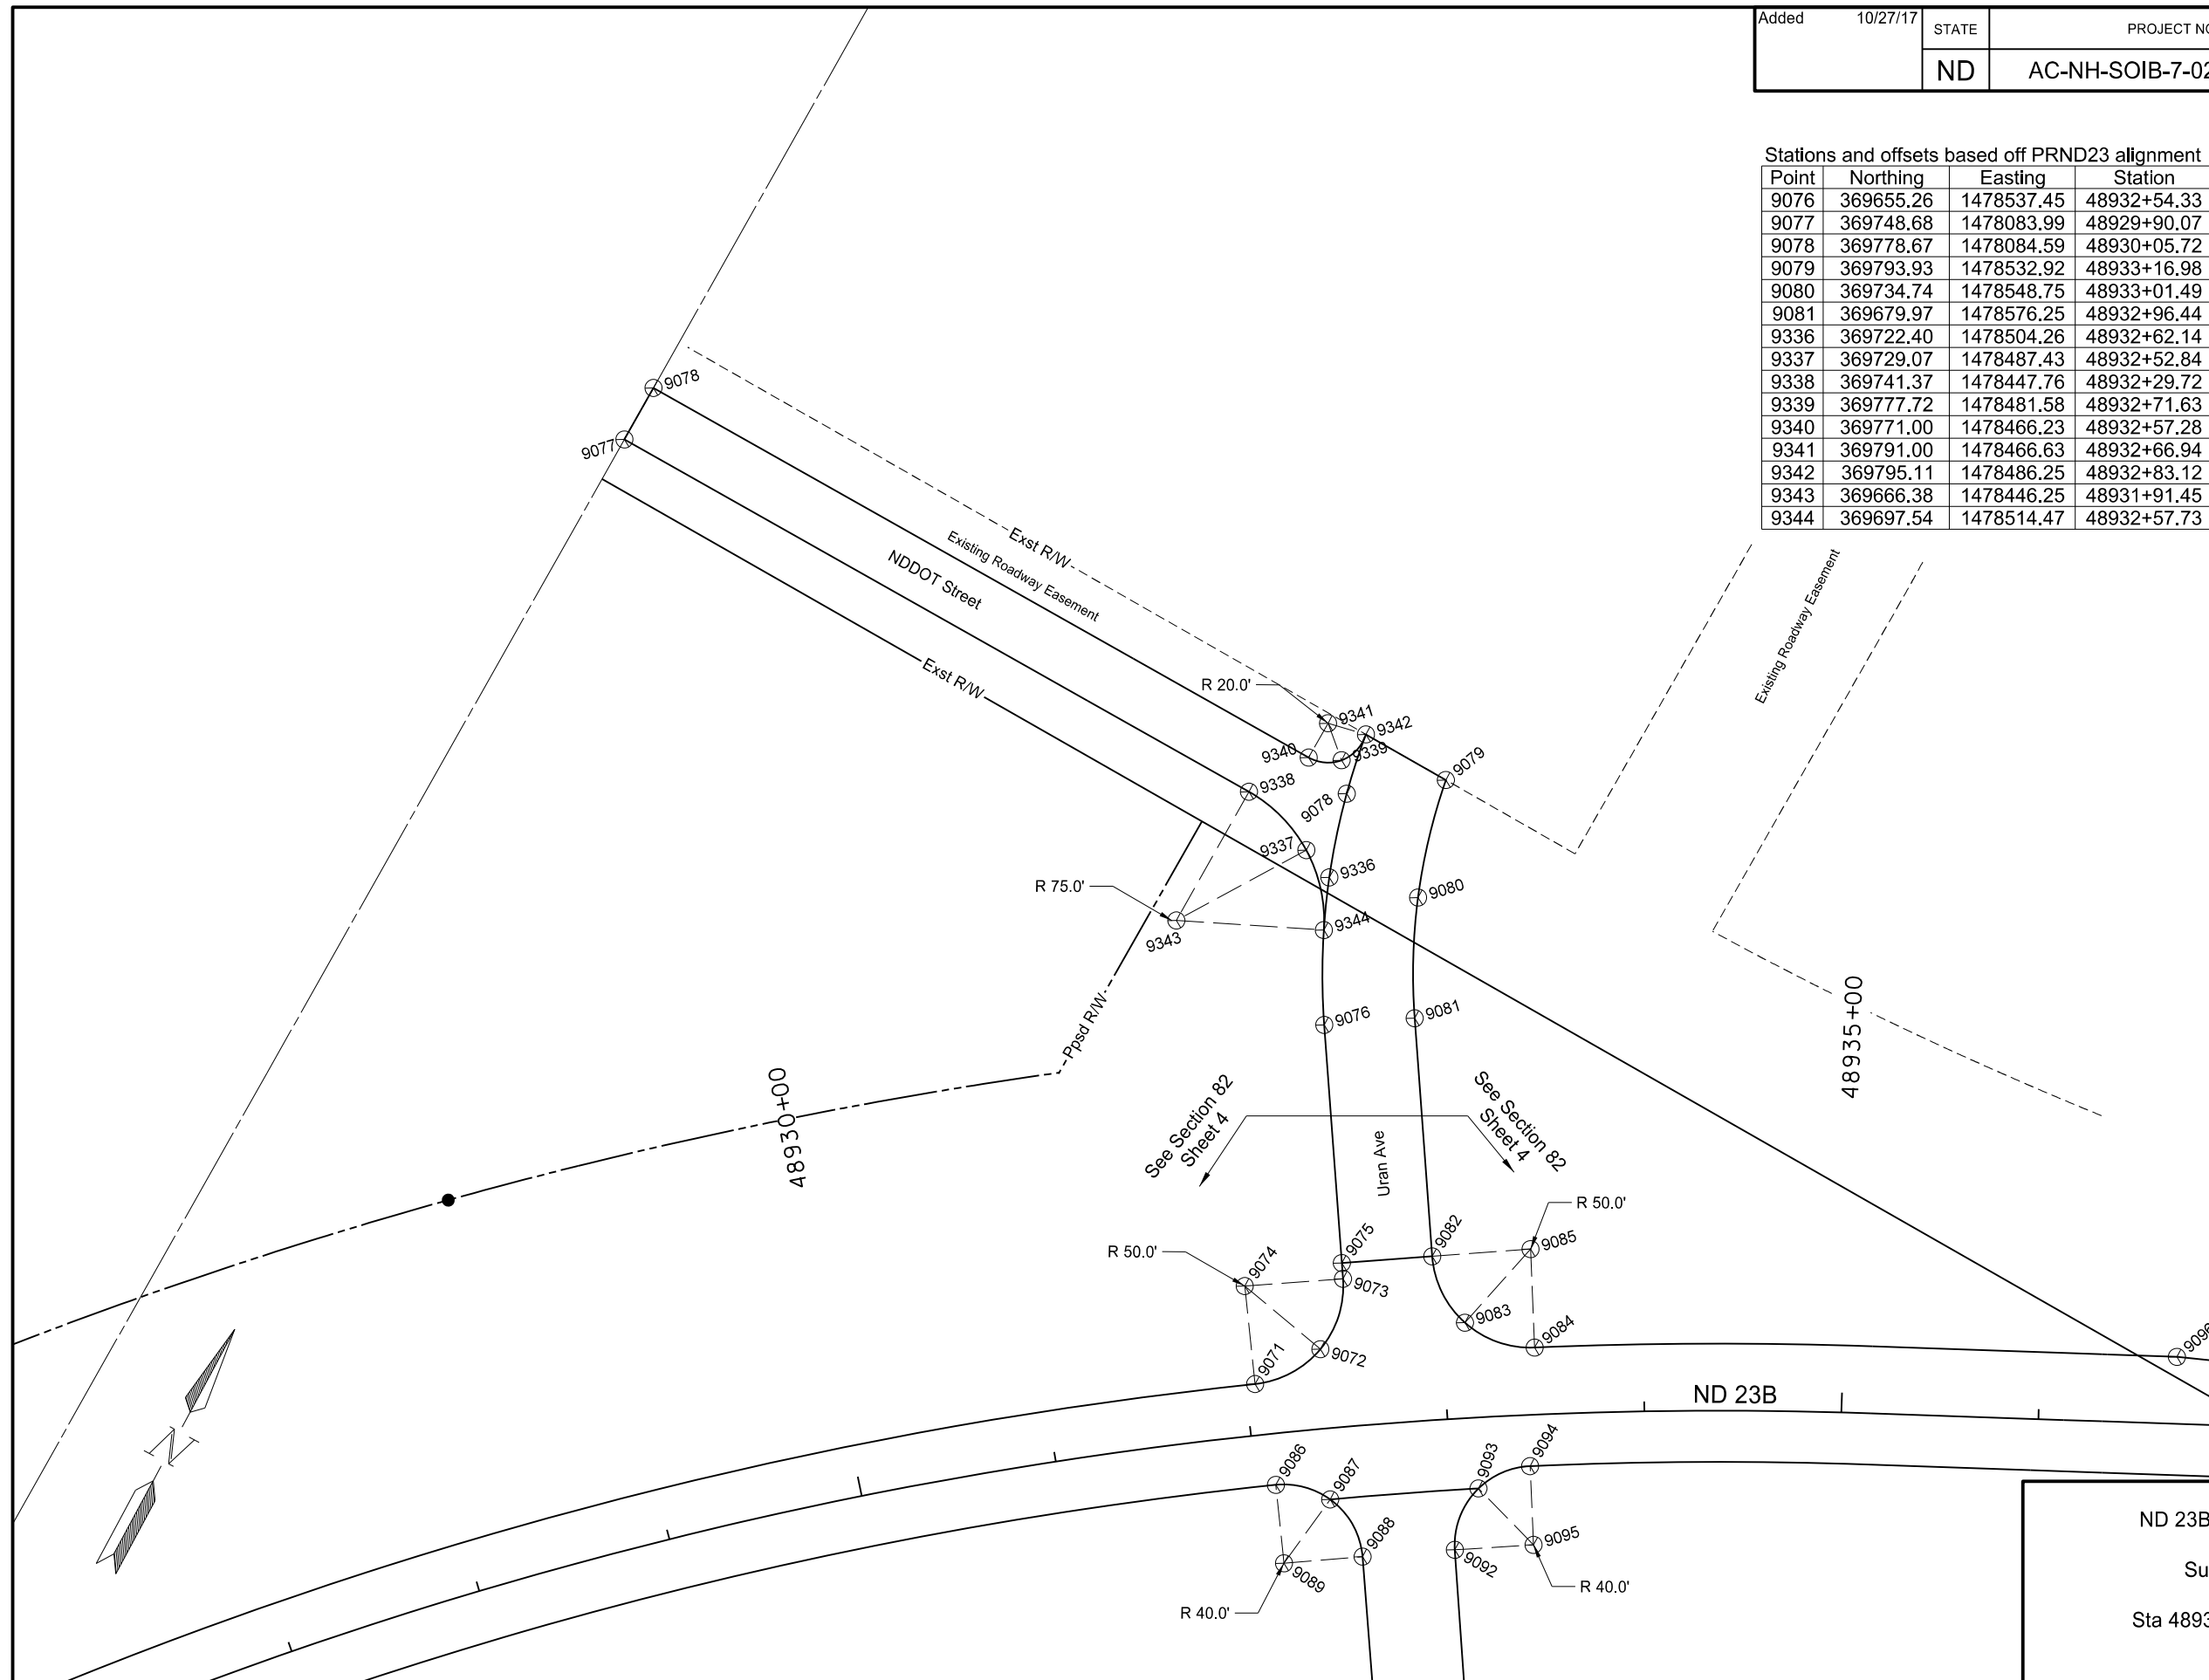 Added 10/27/17
STATE
PROJECT NO
ND
AC-NH-SOIB-7-02
Stations and offsets based off PRND23 alignment
Point Northing Easting Station
9076 369655.26 1478537.45 48932+54.33
9077 369748.68 1478083.99 48929+90.07
9078 369778.67 1478084.59 48930+05.72
9079 369793.93 1478532.92 48933+16.98
9080 369734.74 1478548.75 48933+01.49
9081 369679.97 1478576.25 48932+96.44
9336 369722.40 1478504.26 48932+62.14
9337 369729.07 1478487.43 48932+52.84
9338 369741.37 1478447.76 48932+29.72
9339 369777.72 1478481.58 48932+71.63
9340 369771.00 1478466.23 48932+57.28
9341 369791.00 1478466.63 48932+66.94
9342 369795.11 1478486.25 48932+83.12
9343 369666.38 1478446.25 48931+91.45
9344 369697.54 1478514.47 48932+57.73
9078
9077
Exst R/W
Existing Roadway Easement
NDDOT Street
Exst R/W
Existing Roadway Easement
R 20.0'
9341
9342
9340
9339
9079
9338
9078
9337
9336
9080
R 75.0'
9343
9344
9076
9081
Ppsd R/W
48930+00
48935+00
See Section 82
Sheet 4
See Section 82
Sheet 4
Uran Ave
R 50.0'
9075
9082
9085
R 50.0'
9074
9073
9083
9084
9072
9071
9096
ND 23B
N
9086
9087
9093
9094
9088
9089
9092
9095
R 40.0'
R 40.0'
ND 23B
Su
Sta 4893